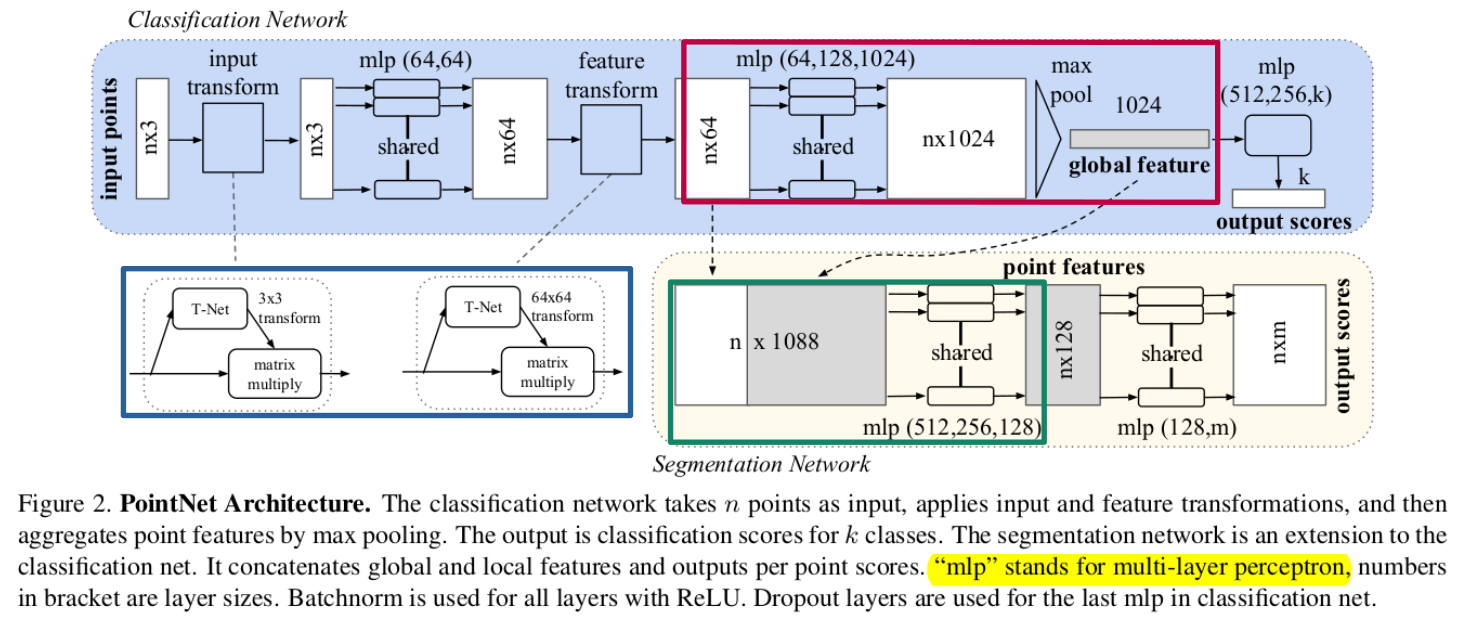 Classification Network
input points
nx3
input
transform
nx3
mlp (64,64)
shared
nx64
feature
transform
nx64
mlp (64,128,1024)
shared
nx1024
max
pool
1024
global feature
mlp
(512,256,k)
k
output scores
T-Net
3x3
transform
matrix
multiply
T-Net
64x64
transform
matrix
multiply
point features
n x 1088
shared
mlp (512,256,128)
nx128
shared
mlp (128,m)
nxm
output scores
Segmentation Network
Figure 2. PointNet Architecture. The classification network takes n points as input, applies input and feature transformations, and then
aggregates point features by max pooling. The output is classification scores for k classes. The segmentation network is an extension to the
classification net. It concatenates global and local features and outputs per point scores. “mlp” stands for multi-layer perceptron, numbers
in bracket are layer sizes. Batchnorm is used for all layers with ReLU. Dropout layers are used for the last mlp in classification net.